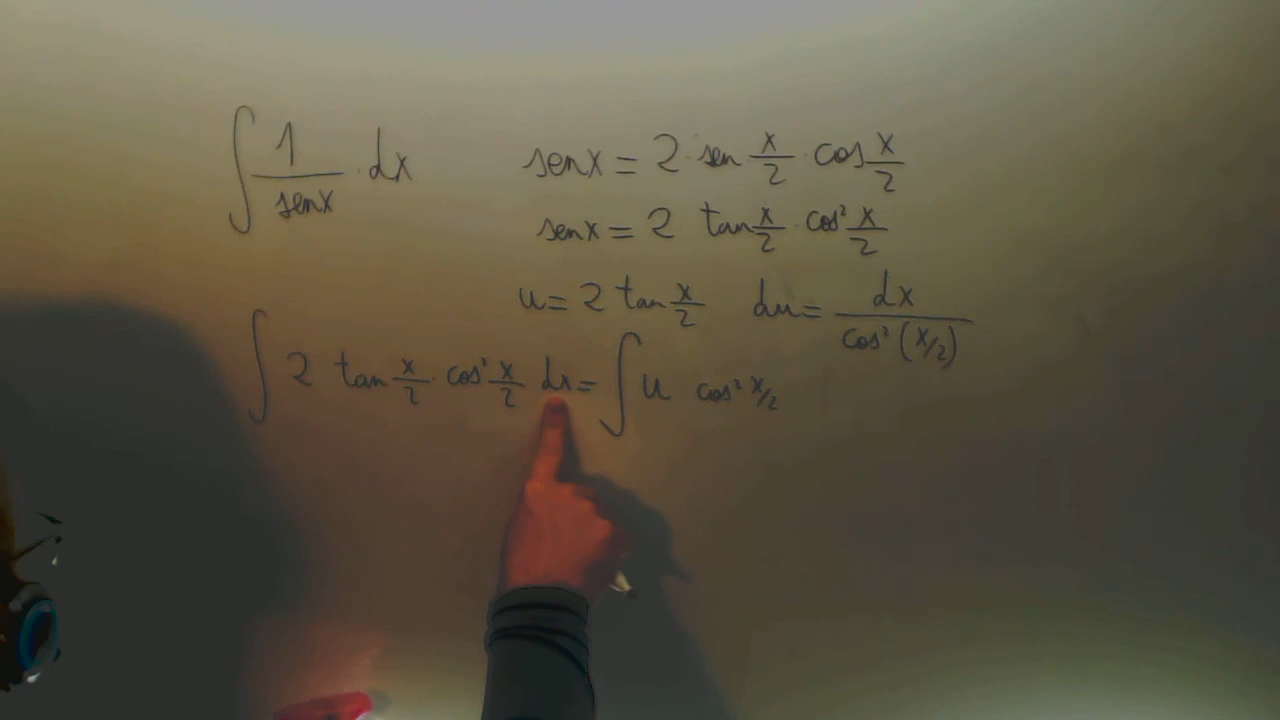 ∫ 1/senx · dx
senx = 2 · sen x/2 · cos x/2
senx = 2 tan x/2 · cos² x/2
u = 2 tan x/2 du = dx/cos² (x/2)
∫ 2 tan x/2 · cos² x/2 dx = ∫ u cos² x/2